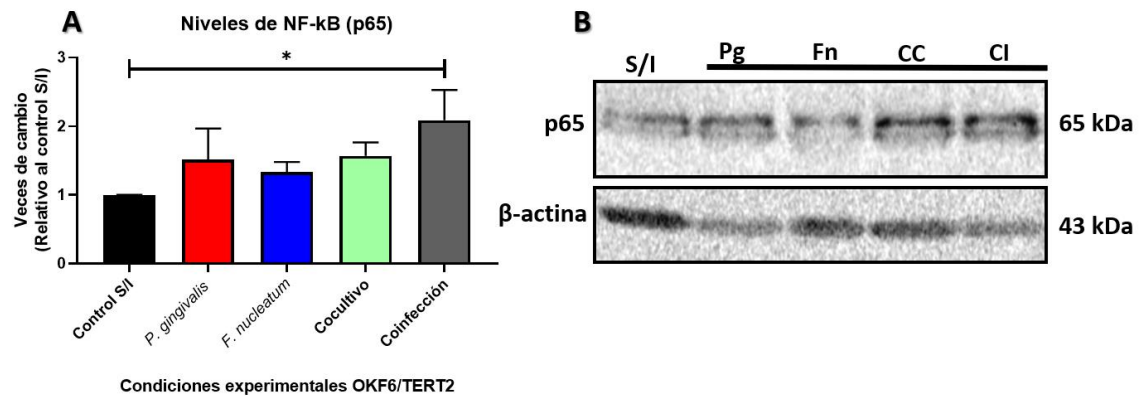 A
Niveles de NF-kB (p65)
*
3
2
1
0
Veces de cambio
(Relativo al control S/I)
Control S/I
P. gingivalis
F. nucleatum
Cocultivo
Coinfección
Condiciones experimentales OKF6/TERT2
B
S/I Pg Fn CC CI
p65 65 kDa
β-actina 43 kDa